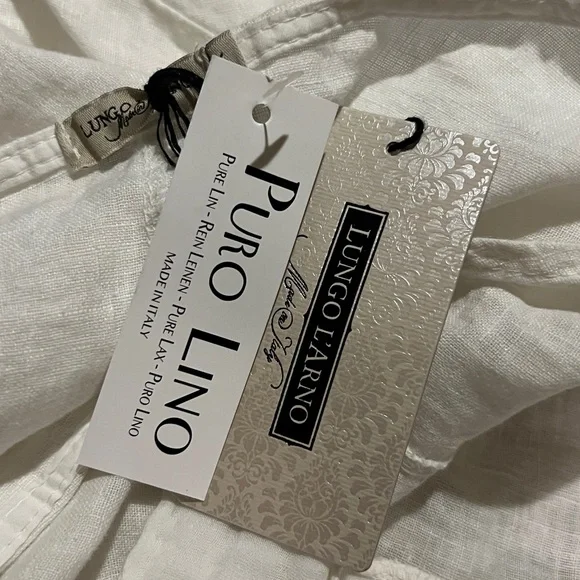 LUNGO
PURO LINO
PURE LIN - REIN LEINEN - PURE LAX - PURO LINO
MADE IN ITALY
LUNGO L'ARNO
Made in Italy